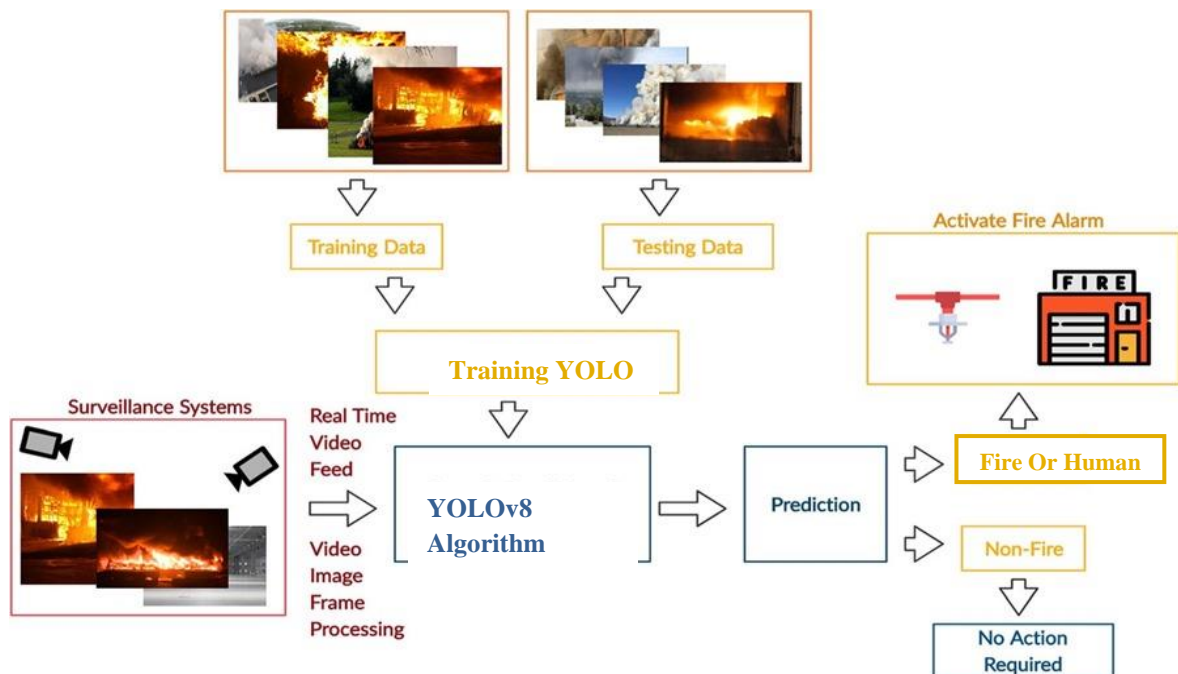 Training Data
Testing Data
Activate Fire Alarm
FIRE
Training YOLO
Surveillance Systems
Real Time
Video
Feed
Video
Image
Frame
Processing
YOLOv8
Algorithm
Prediction
Fire Or Human
Non-Fire
No Action
Required